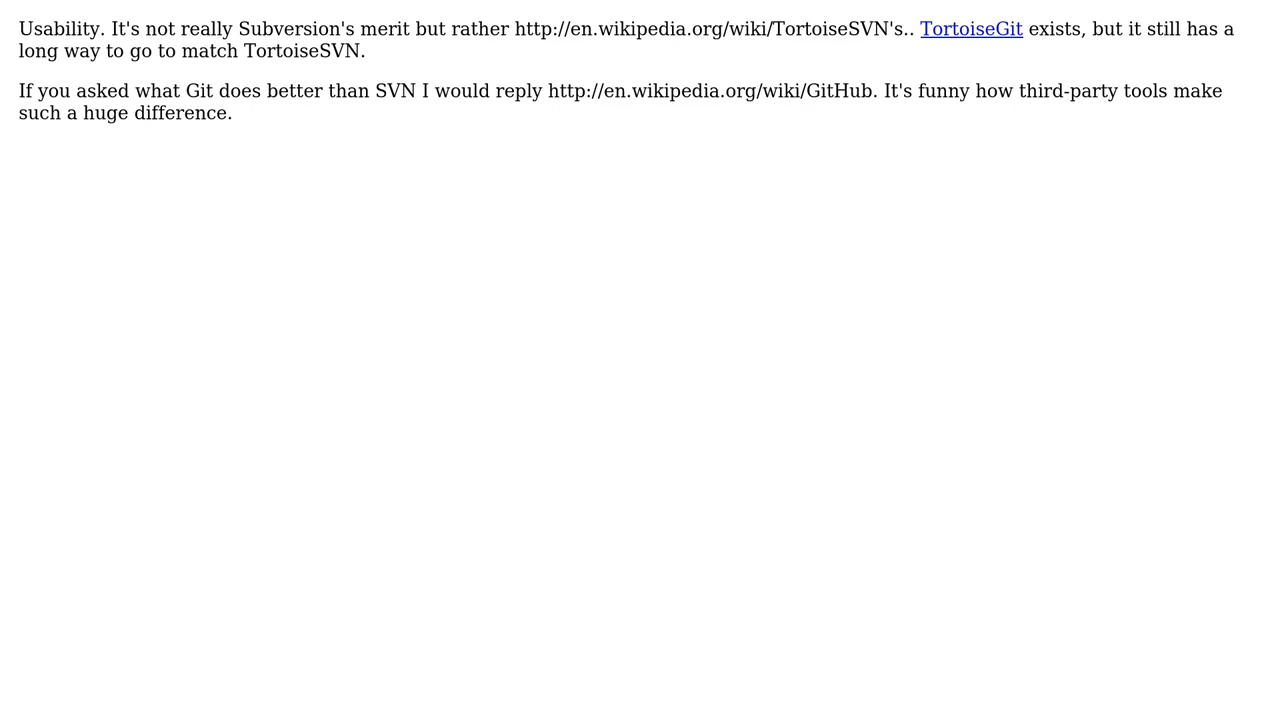 Usability. It's not really Subversion's merit but rather http://en.wikipedia.org/wiki/TortoiseSVN's.. TortoiseGit exists, but it still has a
long way to go to match TortoiseSVN.
If you asked what Git does better than SVN I would reply http://en.wikipedia.org/wiki/GitHub. It's funny how third-party tools make
such a huge difference.